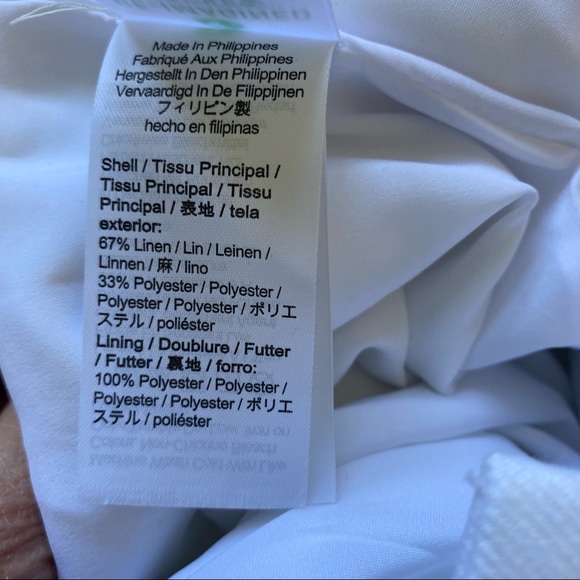 Made In Philippines
Fabriqué Aux Philippines
Hergestellt In Den Philippinen
Vervaardigd In De Filippijnen
フィリピン製
hecho en filipinas
Shell / Tissu Principal /
Tissu Principal / Tissu
Principal / 表地 / tela
exterior:
67% Linen / Lin / Leinen /
Linnen / 麻 / lino
33% Polyester / Polyester /
Polyester / Polyester / ポリエ
ステル / poliéster
Lining / Doublure / Futter
/ Futter / 裏地 / forro:
100% Polyester / Polyester /
Polyester / Polyester / ポリエ
ステル / poliéster